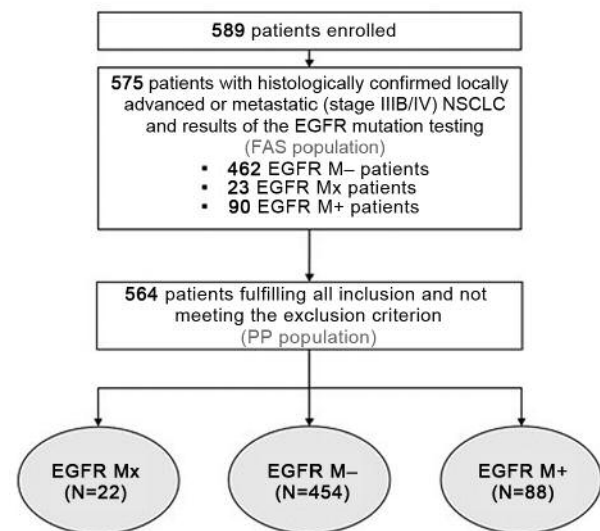 589 patients enrolled
575 patients with histologically confirmed locally
advanced or metastatic (stage IIIB/IV) NSCLC
and results of the EGFR mutation testing
(FAS population)
▪ 462 EGFR M– patients
▪ 23 EGFR Mx patients
▪ 90 EGFR M+ patients
564 patients fulfilling all inclusion and not
meeting the exclusion criterion
(PP population)
EGFR Mx
(N=22)
EGFR M–
(N=454)
EGFR M+
(N=88)